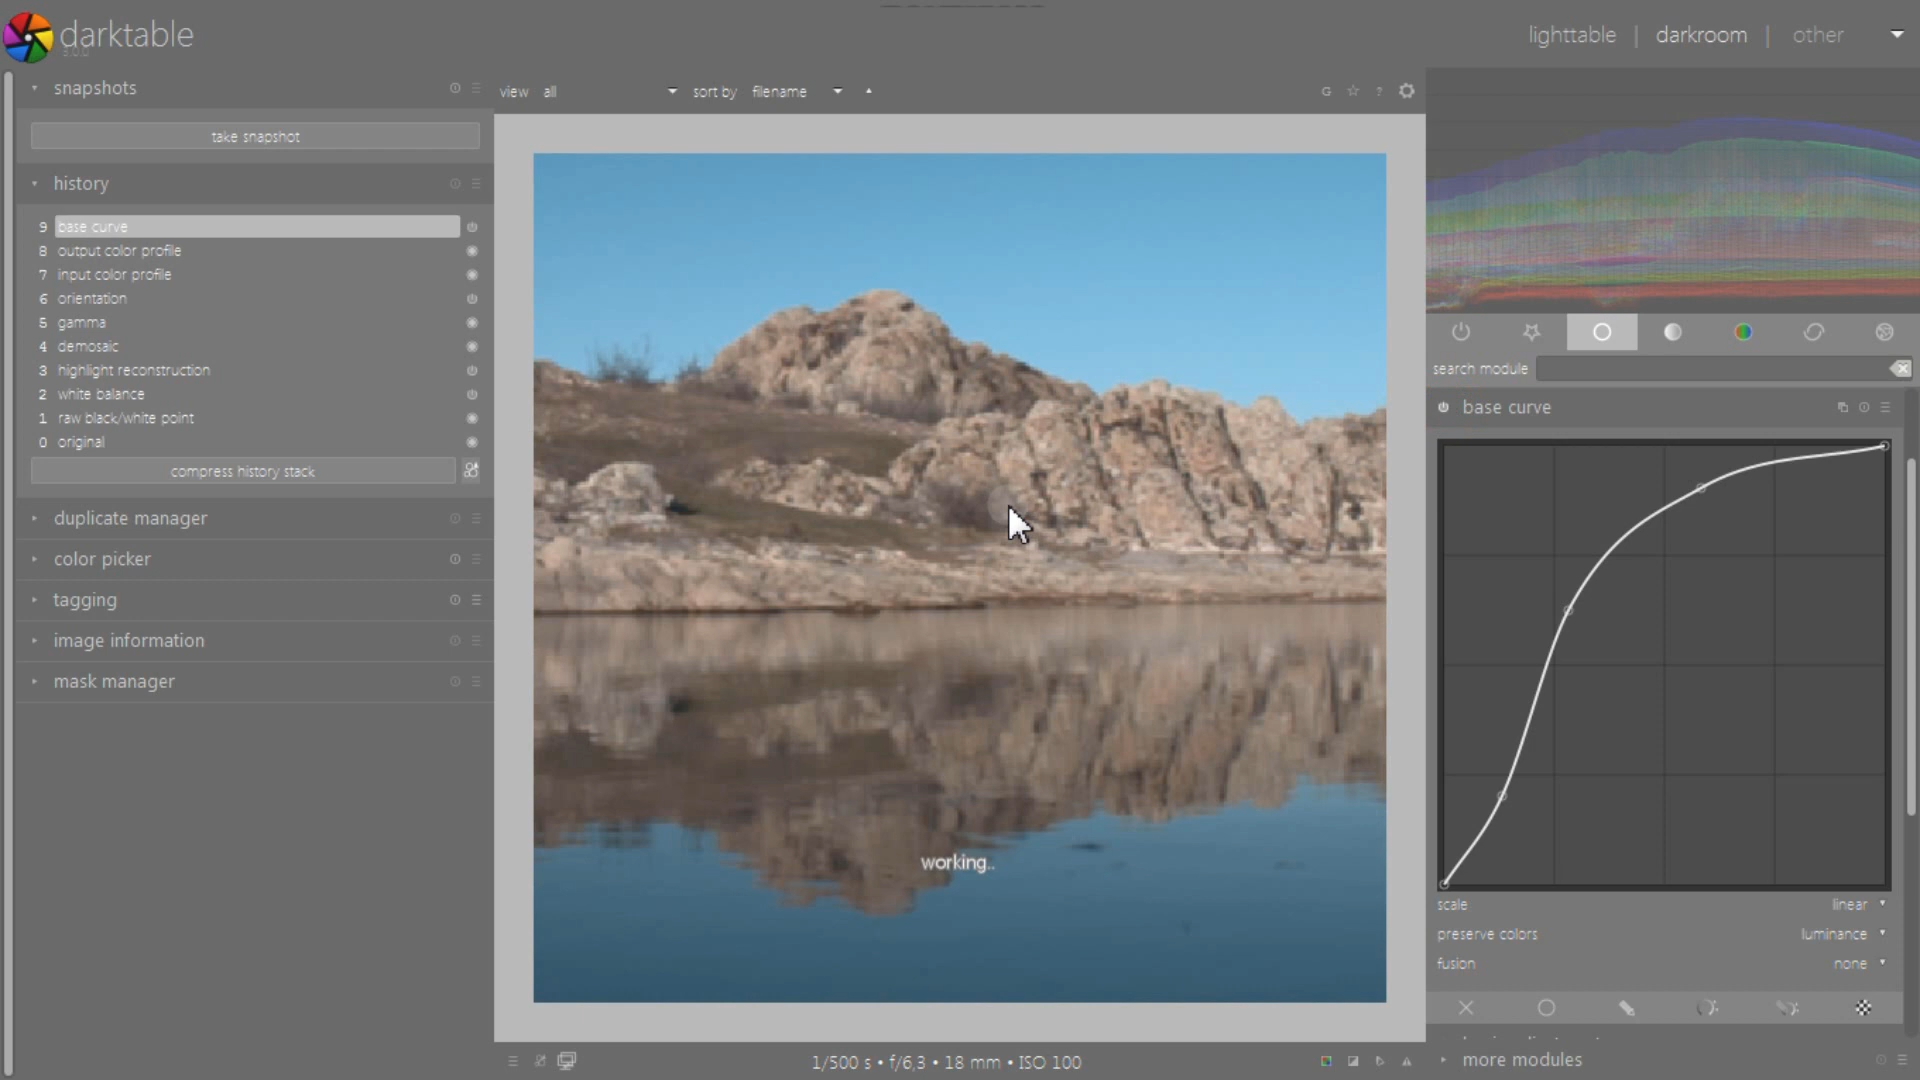 darktable
3.0.0
lighttable | darkroom | other
snapshots
take snapshot
history
9 base curve
8 output color profile
7 input color profile
6 orientation
5 gamma
4 demosaic
3 highlight reconstruction
2 white balance
1 raw black/white point
0 original
compress history stack
duplicate manager
color picker
tagging
image information
mask manager
view all sort by filename
G ☆ ?
working..
1/500 s • f/6,3 • 18 mm • ISO 100
search module
base curve
scale linear
preserve colors luminance
fusion none
more modules